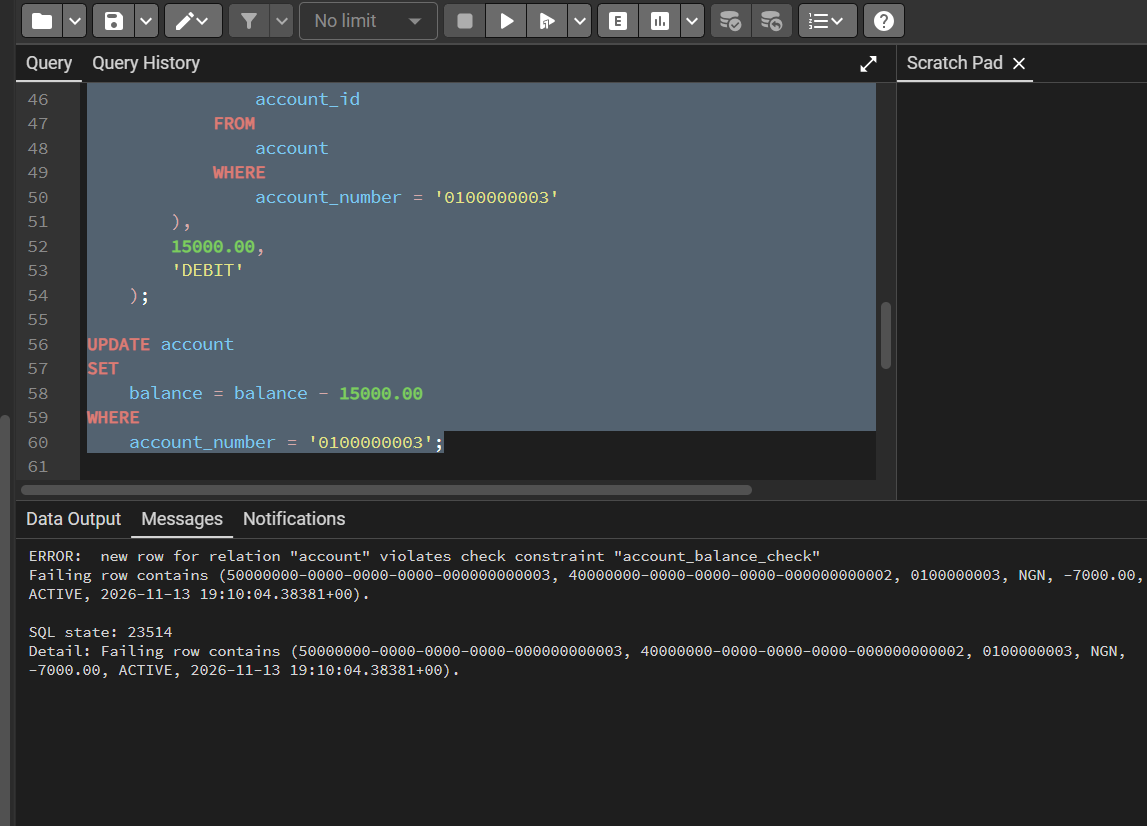 No limit
E
Query
Query History
Scratch Pad
46 account_id
47 FROM
48 account
49 WHERE
50 account_number = '0100000003'
51 ),
52 15000.00,
53 'DEBIT'
54 );
55
56 UPDATE account
57 SET
58 balance = balance - 15000.00
59 WHERE
60 account_number = '0100000003';
61
Data Output
Messages
Notifications
ERROR:  new row for relation "account" violates check constraint "account_balance_check"
Failing row contains (50000000-0000-0000-0000-000000000003, 40000000-0000-0000-0000-000000000002, 0100000003, NGN, -7000.00,
ACTIVE, 2026-11-13 19:10:04.38381+00).
SQL state: 23514
Detail: Failing row contains (50000000-0000-0000-0000-000000000003, 40000000-0000-0000-0000-000000000002, 0100000003, NGN,
-7000.00, ACTIVE, 2026-11-13 19:10:04.38381+00).